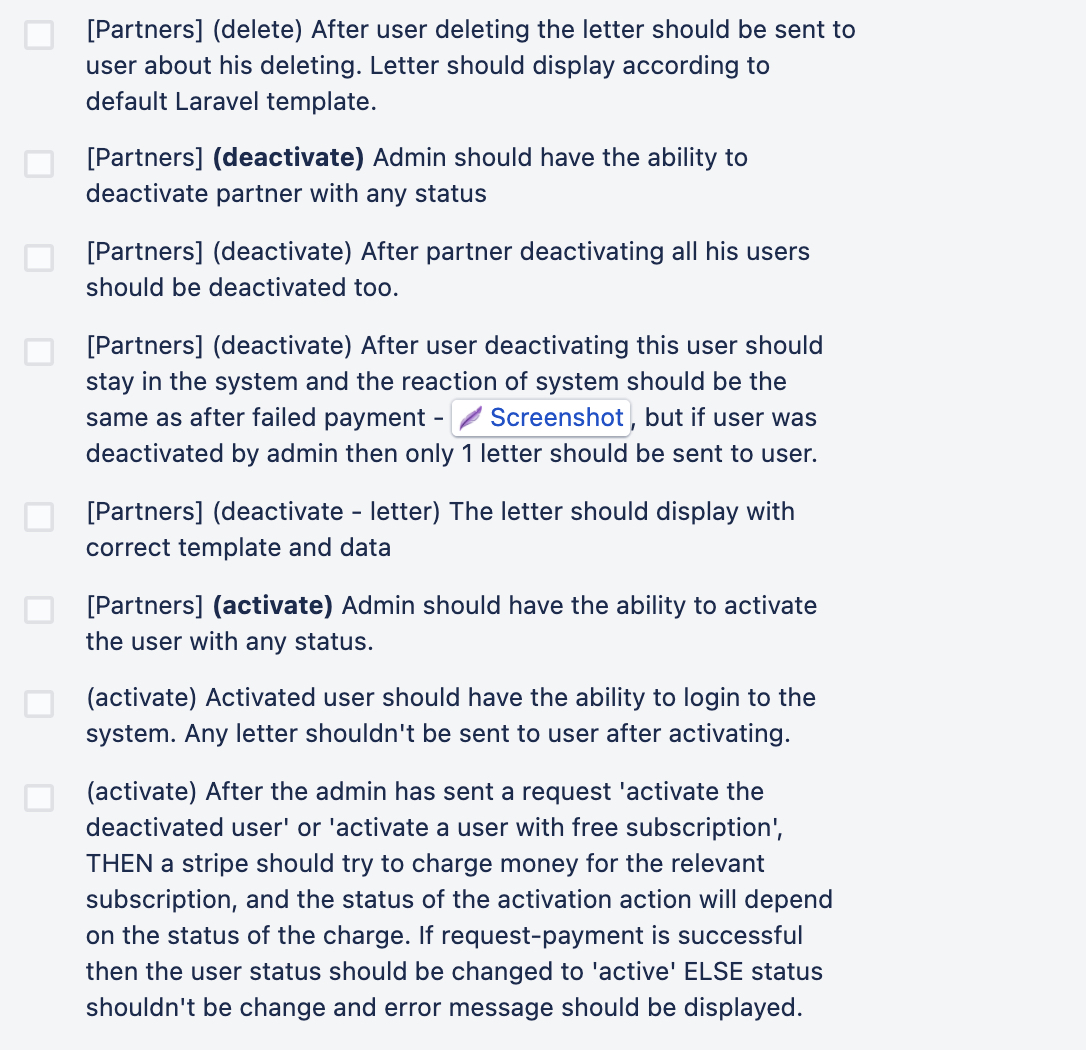 [Partners] (delete) After user deleting the letter should be sent to
user about his deleting. Letter should display according to
default Laravel template.
[Partners] (deactivate) Admin should have the ability to
deactivate partner with any status
[Partners] (deactivate) After partner deactivating all his users
should be deactivated too.
[Partners] (deactivate) After user deactivating this user should
stay in the system and the reaction of system should be the
same as after failed payment - Screenshot, but if user was
deactivated by admin then only 1 letter should be sent to user.
[Partners] (deactivate - letter) The letter should display with
correct template and data
[Partners] (activate) Admin should have the ability to activate
the user with any status.
(activate) Activated user should have the ability to login to the
system. Any letter shouldn't be sent to user after activating.
(activate) After the admin has sent a request 'activate the
deactivated user' or 'activate a user with free subscription',
THEN a stripe should try to charge money for the relevant
subscription, and the status of the activation action will depend
on the status of the charge. If request-payment is successful
then the user status should be changed to 'active' ELSE status
shouldn't be change and error message should be displayed.